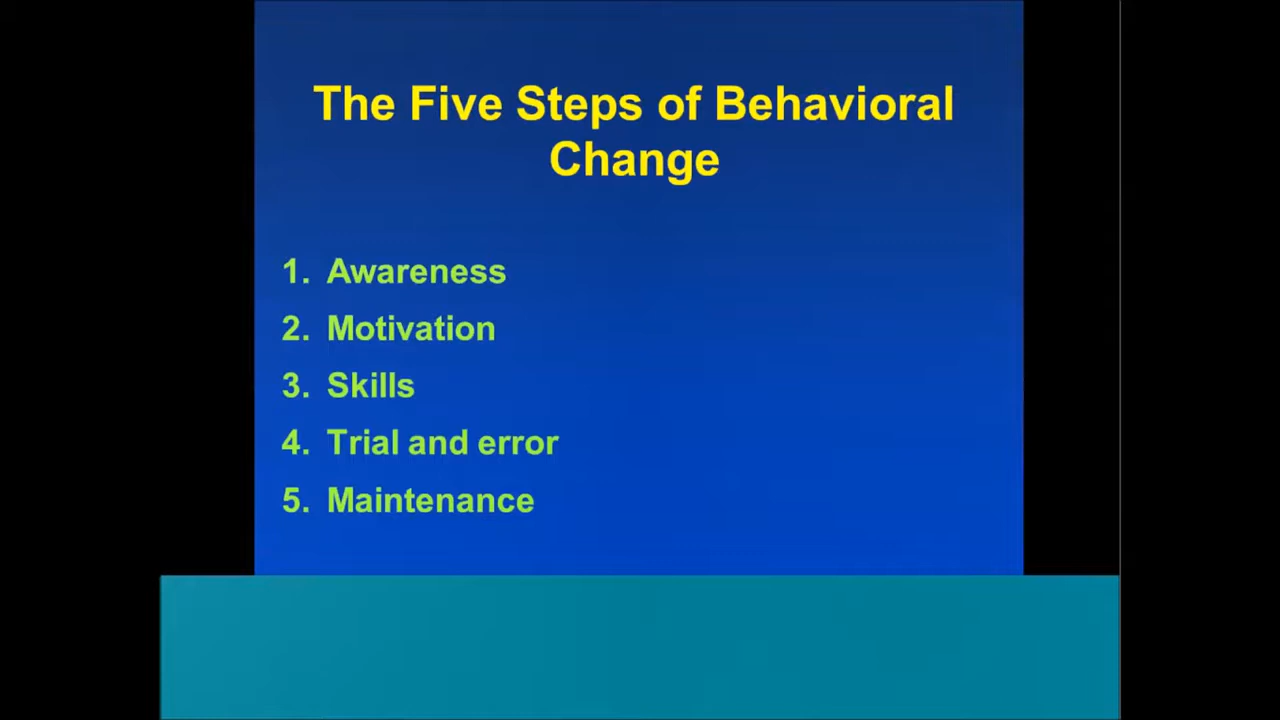 The Five Steps of Behavioral
Change
1. Awareness
2. Motivation
3. Skills
4. Trial and error
5. Maintenance